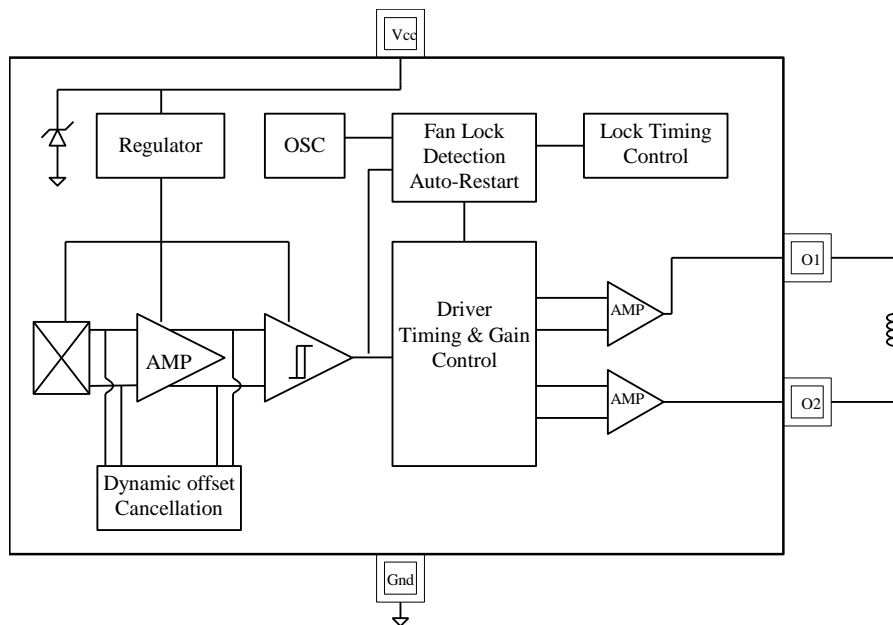 Vcc
Regulator
OSC
Fan Lock
Detection
Auto-Restart
Lock Timing
Control
O1
Driver
Timing & Gain
Control
AMP
AMP
AMP
O2
Dynamic offset
Cancellation
Gnd